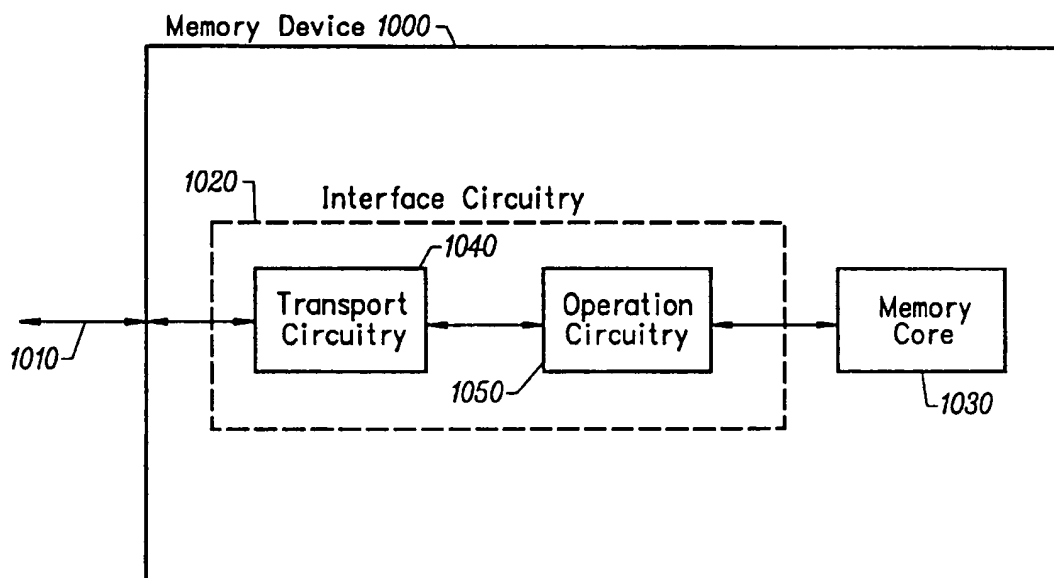 Memory Device 1000
1020
Interface Circuitry
1040
Transport
Circuitry
Operation
Circuitry
Memory
Core
1010
1050
1030